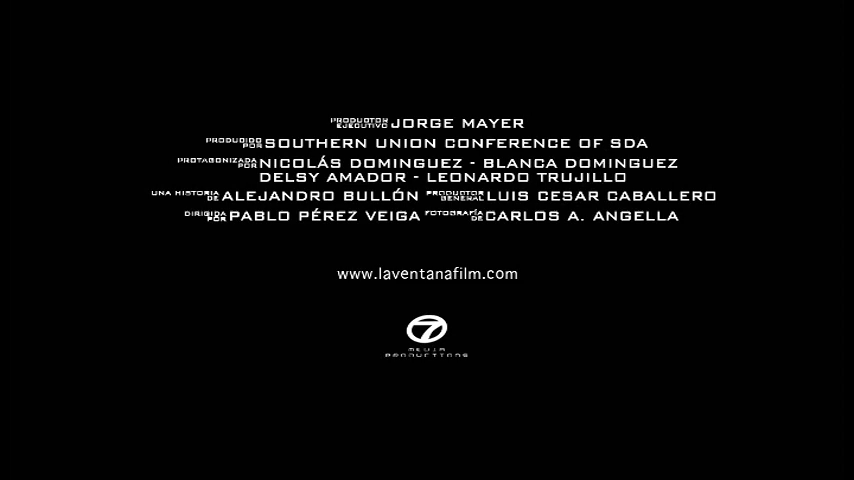 PRODUCTOR EJECUTIVO JORGE MAYER
PRODUCIDO POR SOUTHERN UNION CONFERENCE OF SDA
PROTAGONIZADA POR NICOLÁS DOMINGUEZ - BLANCA DOMINGUEZ
DELSY AMADOR - LEONARDO TRUJILLO
UNA HISTORIA DE ALEJANDRO BULLÓN PRODUCTOR GENERAL LUIS CESAR CABALLERO
DIRIGIDA POR PABLO PÉREZ VEIGA FOTOGRAFÍA DE CARLOS A. ANGELLA
www.laventanafilm.com
7
MEDIA
PRODUCTIONS